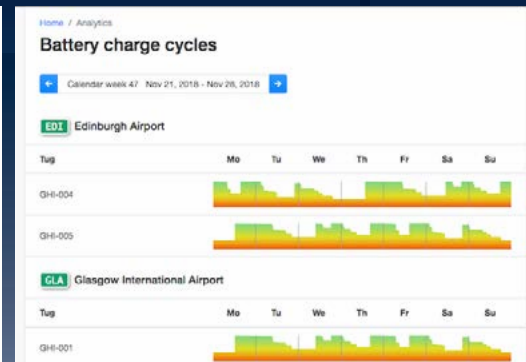 Home / Analytics
Battery charge cycles
Calendar week 47 Nov 21, 2018 - Nov 28, 2018
EDI Edinburgh Airport
Tug Mo Tu We Th Fr Sa Su
GHI-004
GHI-005
GLA Glasgow International Airport
Tug Mo Tu We Th Fr Sa Su
GHI-001